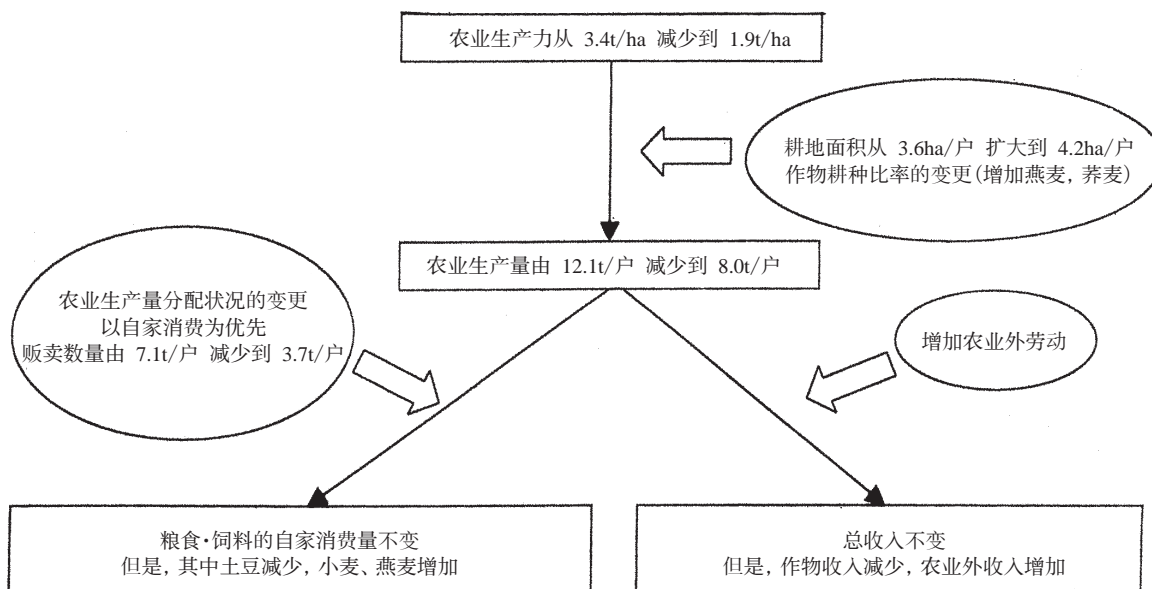 农业生产力从 3.4t/ha 减少到 1.9t/ha
耕地面积从 3.6ha/户 扩大到 4.2ha/户
作物耕种比率的变更(增加燕麦, 荞麦)
农业生产量由 12.1t/户 减少到 8.0t/户
农业生产量分配状况的变更
以自家消费为优先
贩卖数量由 7.1t/户 减少到 3.7t/户
增加农业外劳动
粮食·饲料的自家消费量不变
但是, 其中土豆减少, 小麦、燕麦增加
总收入不变
但是, 作物收入减少, 农业外收入增加